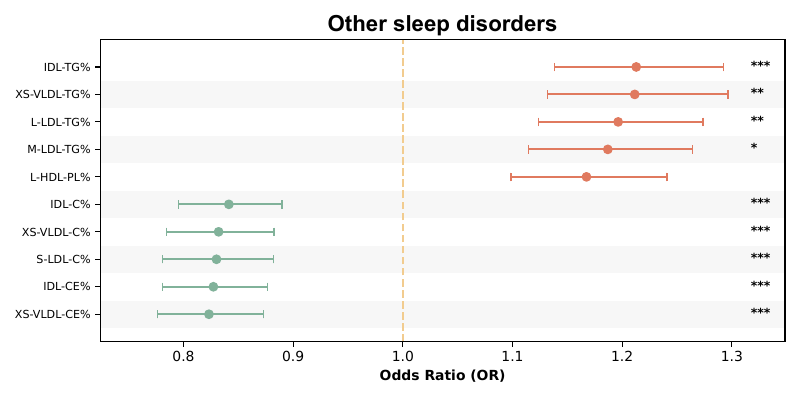 Other sleep disorders
IDL-TG% ***
XS-VLDL-TG% **
L-LDL-TG% **
M-LDL-TG% *
L-HDL-PL%
IDL-C% ***
XS-VLDL-C% ***
S-LDL-C% ***
IDL-CE% ***
XS-VLDL-CE% ***
0.8 0.9 1.0 1.1 1.2 1.3
Odds Ratio (OR)